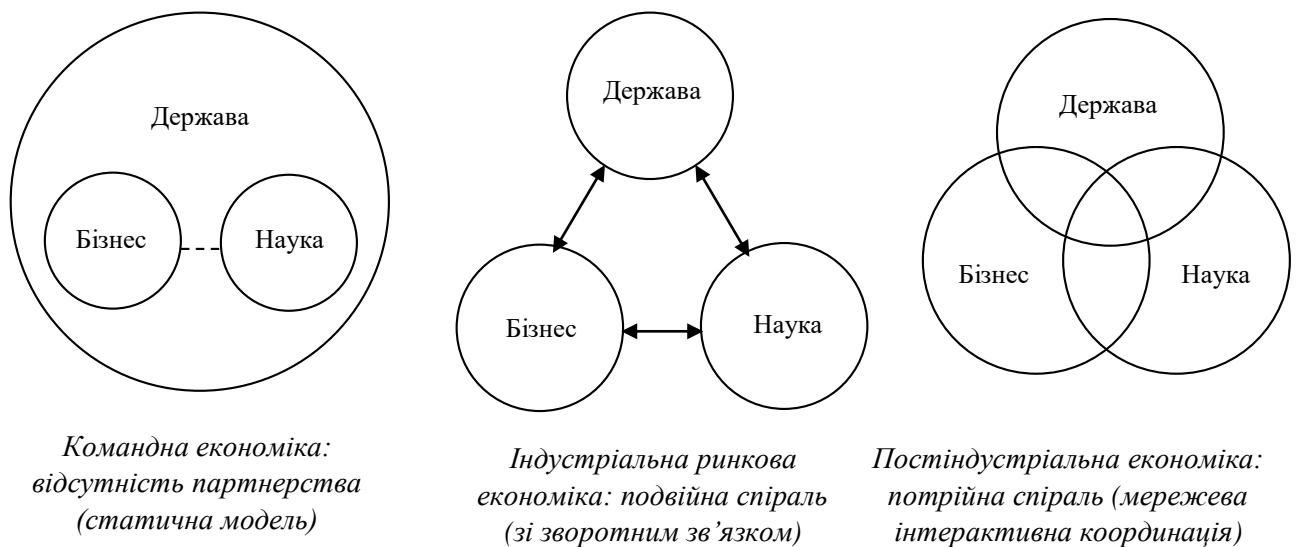 Держава
Бізнес
Наука
Командна економіка:
відсутність партнерства
(статична модель)
Держава
Бізнес
Наука
Індустріальна ринкова
економіка: подвійна спіраль
(зі зворотним зв’язком)
Держава
Бізнес
Наука
Постіндустріальна економіка:
потрійна спіраль (мережева
інтерактивна координація)